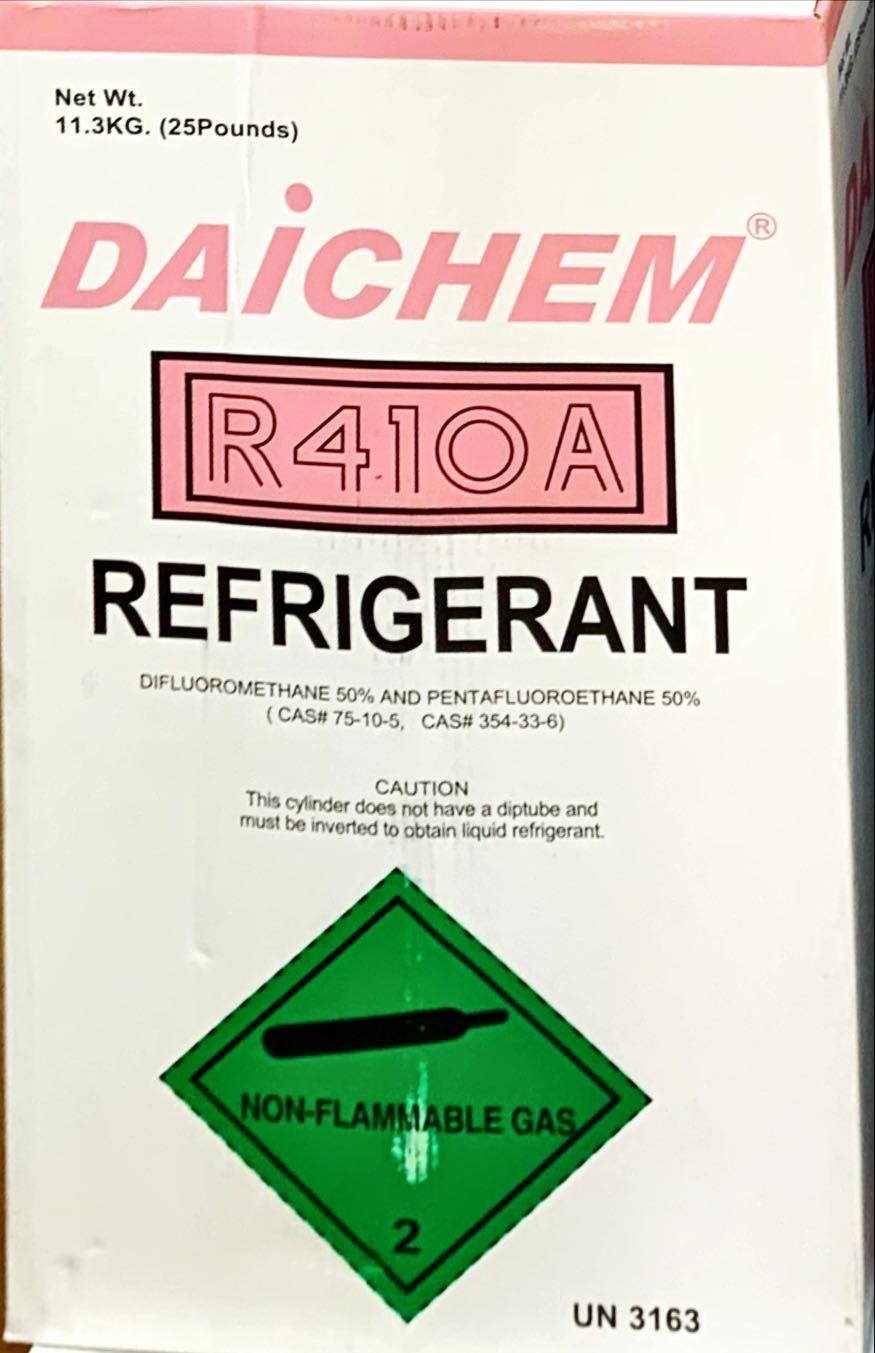 Net Wt.
11.3KG. (25Pounds)
DAiCHEM®
R410A
REFRIGERANT
DIFLUOROMETHANE 50% AND PENTAFLUOROETHANE 50%
( CAS# 75-10-5, CAS# 354-33-6)
CAUTION
This cylinder does not have a diptube and
must be inverted to obtain liquid refrigerant.
NON-FLAMMABLE GAS
2
UN 3163